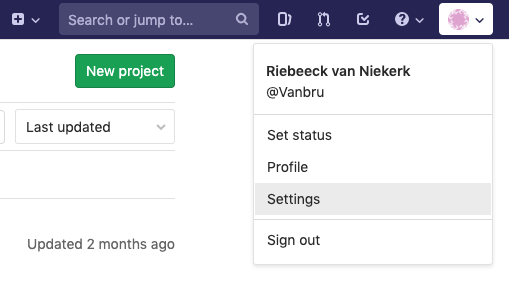 Search or jump to...
New project
Last updated
Updated 2 months ago
Riebeeck van Niekerk
@Vanbru
Set status
Profile
Settings
Sign out